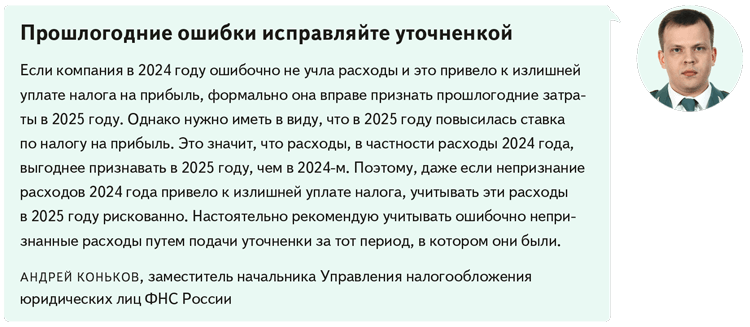 Прошлогодние ошибки исправляйте уточненкой
Если компания в 2024 году ошибочно не учла расходы и это привело к излишней
уплате налога на прибыль, формально она вправе признать прошлогодние затра-
ты в 2025 году. Однако нужно иметь в виду, что в 2025 году повысилась ставка
по налогу на прибыль. Это значит, что расходы, в частности расходы 2024 года,
выгоднее признавать в 2025 году, чем в 2024-м. Поэтому, даже если непризнание
расходов 2024 года привело к излишней уплате налога, учитывать эти расходы
в 2025 году рискованно. Настоятельно рекомендую учитывать ошибочно непри-
знанные расходы путем подачи уточненки за тот период, в котором они были.
АНДРЕЙ КОНЬКОВ, заместитель начальника Управления налогообложения
юридических лиц ФНС России